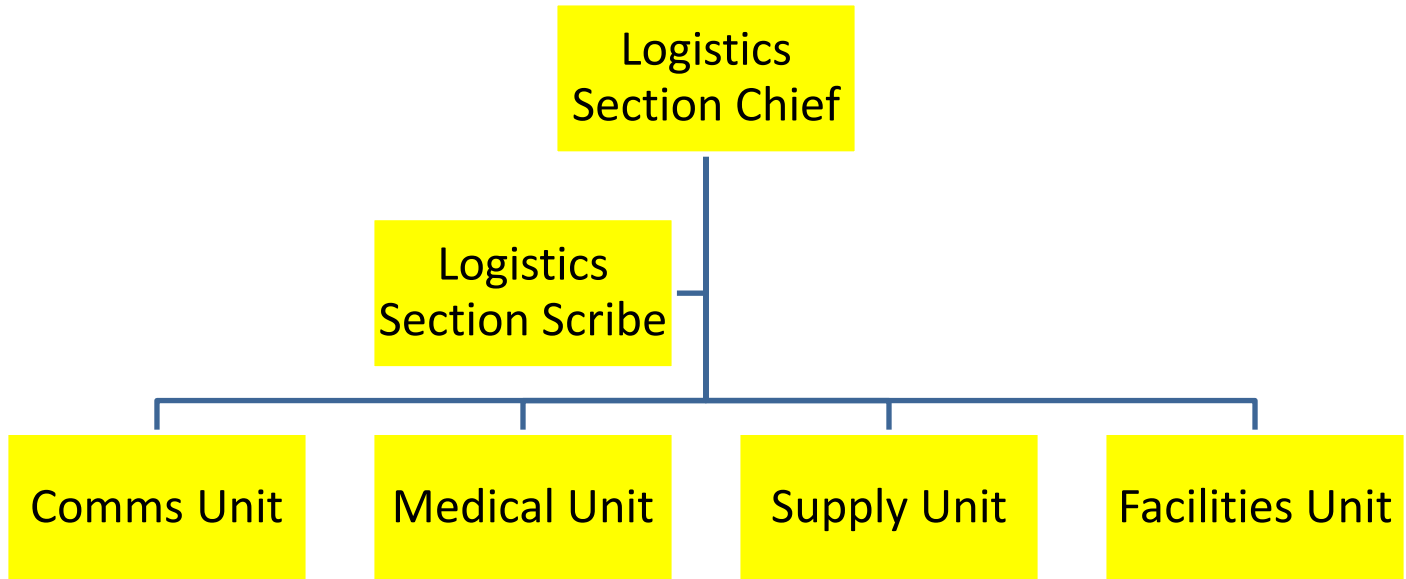 Logistics
Section Chief
Logistics
Section Scribe
Comms Unit
Medical Unit
Supply Unit
Facilities Unit